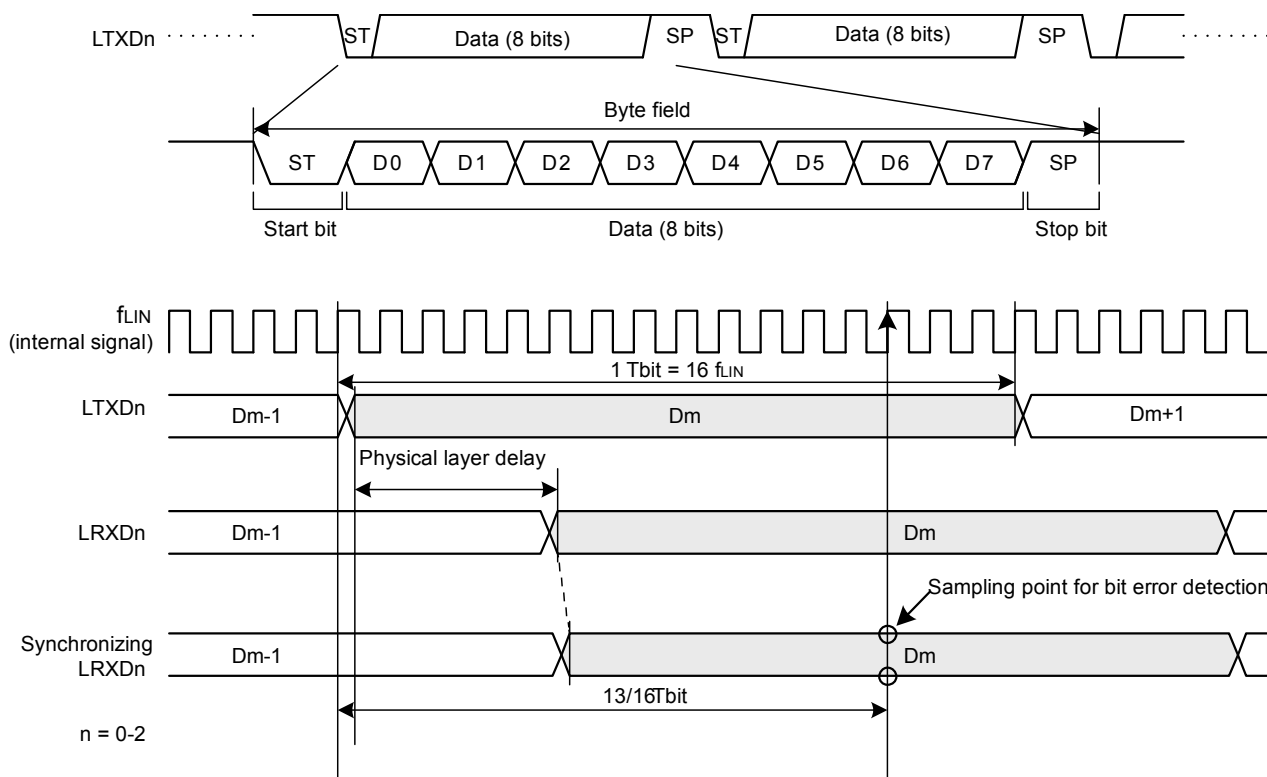 LTXDn ST Data (8 bits) SP ST Data (8 bits) SP
Byte field
ST D0 D1 D2 D3 D4 D5 D6 D7 SP
Start bit Data (8 bits) Stop bit
fLIN
(internal signal)
1 Tbit = 16 fLIN
LTXDn Dm-1 Dm Dm+1
Physical layer delay
LRXDn Dm-1 Dm
Sampling point for bit error detection
Synchronizing
LRXDn Dm-1 Dm
13/16Tbit
n = 0-2